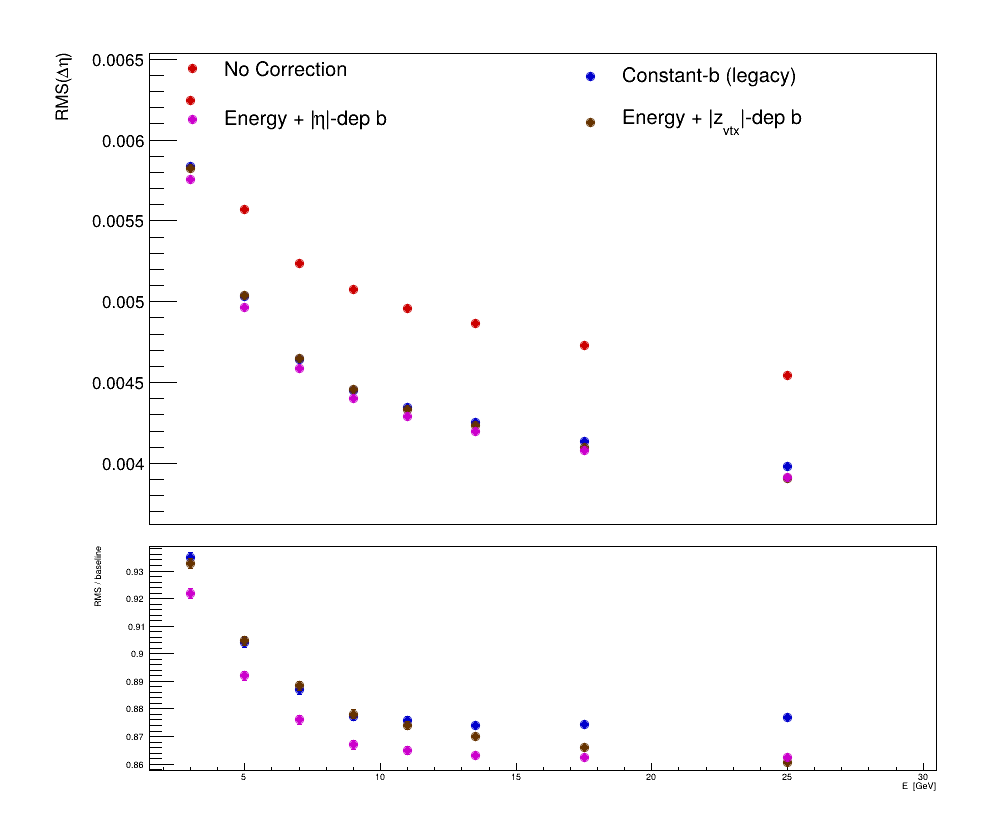 RMS(Δη)
0.0065
0.006
0.0055
0.005
0.0045
0.004
No Correction
Constant-b (legacy)
Energy + |η|-dep b
Energy + |z_vtx|-dep b
RMS / baseline
0.93
0.92
0.91
0.9
0.89
0.88
0.87
0.86
5 10 15 20 25 30
E [GeV]